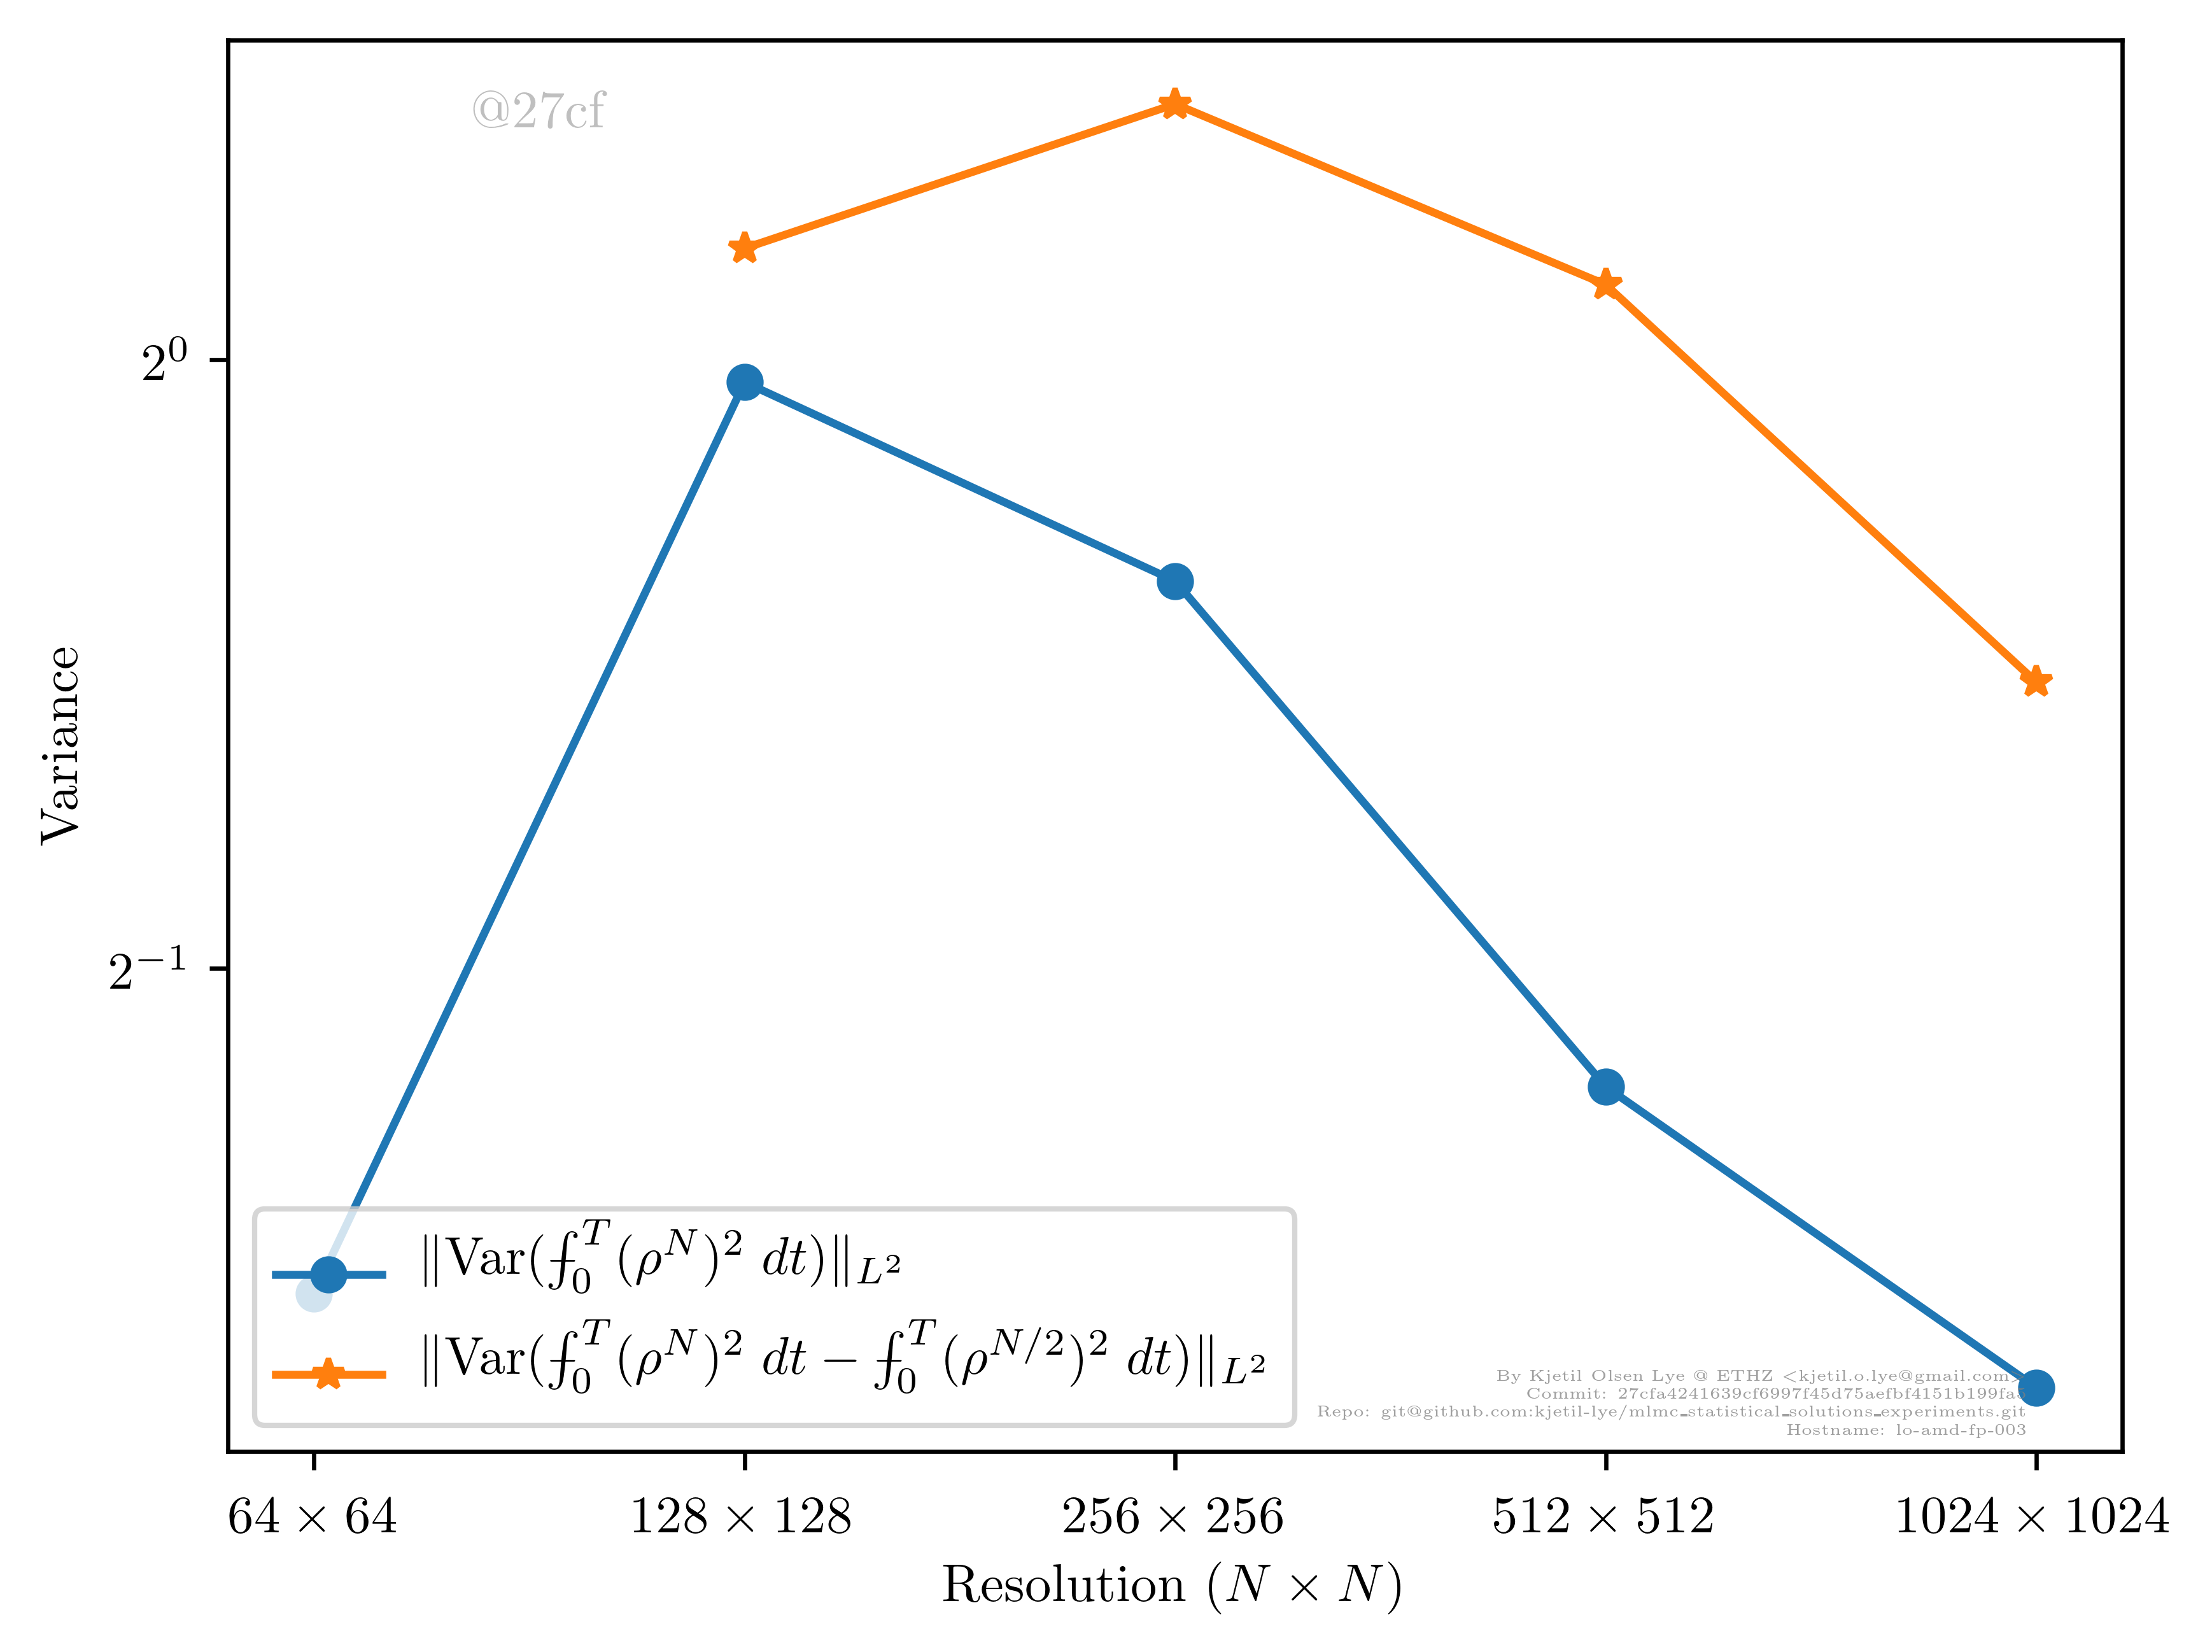 @27cf
2^0
2^{-1}
Variance
‖Var(⨍_0^T (ρ^N)^2 dt)‖_{L^2}
‖Var(⨍_0^T (ρ^N)^2 dt − ⨍_0^T (ρ^{N/2})^2 dt)‖_{L^2}
By Kjetil Olsen Lye @ ETHZ <kjetil.o.lye@gmail.com>
Commit:
Repo: git@github.com:kjetil-lye/mlmc_statistical_solutions_experiments.git
Hostname: lo-amd-fp-003
64 × 64
128 × 128
256 × 256
512 × 512
1024 × 1024
Resolution (N × N)